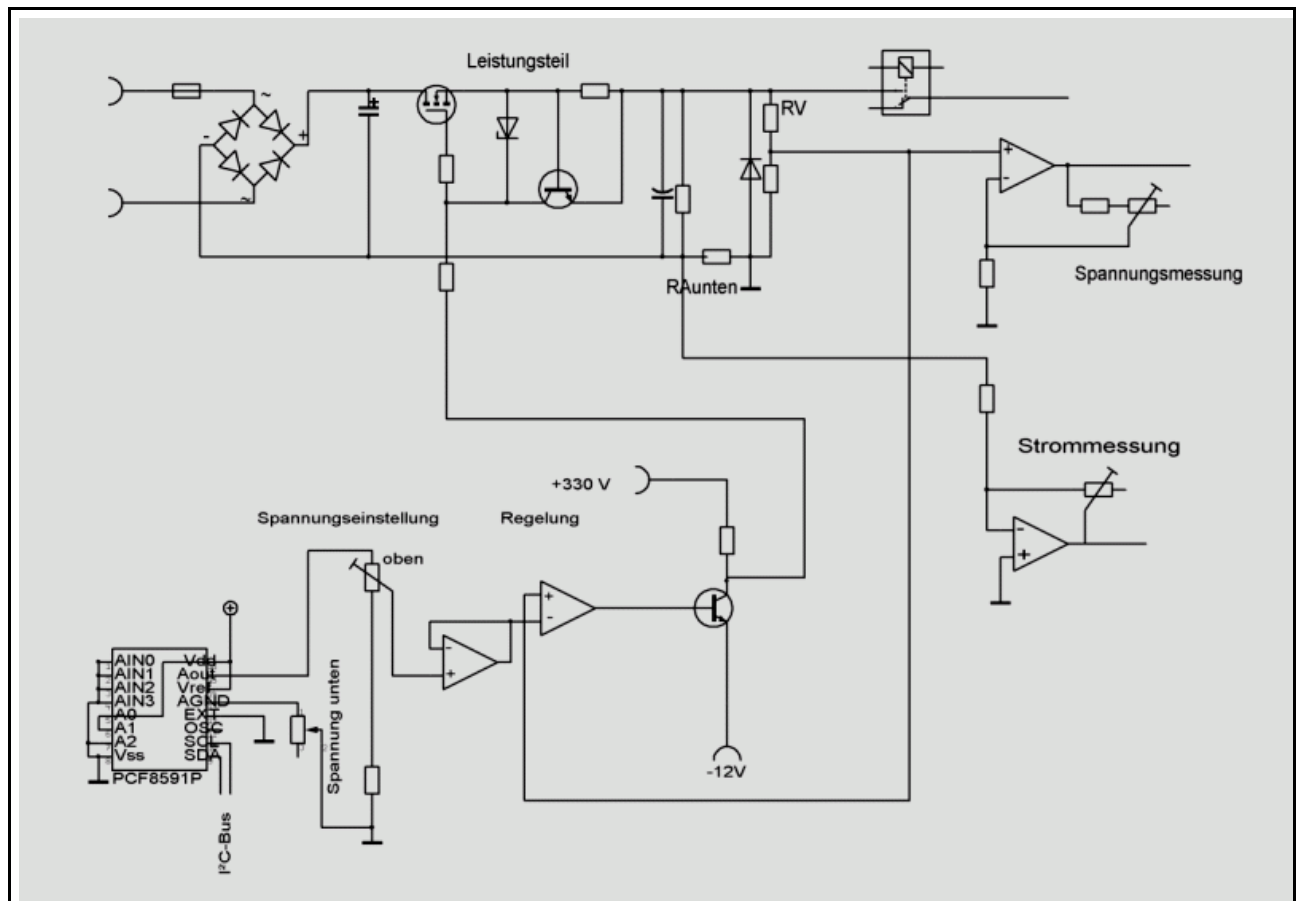 Leistungsteil
~
-
+
+
~
RV
+
-
RAunten
Spannungsmessung
Strommessung
-
+
+330 V
Spannungseinstellung
Regelung
oben
+
-
-
+
AIN0 Vdd
AIN1 Aout
AIN2 Vref
AIN3 AGND
A0 EXT
A1 OSC
A2 SCL
Vss SDA
PCF8591P
Spannung unten
I²C-Bus
-12V